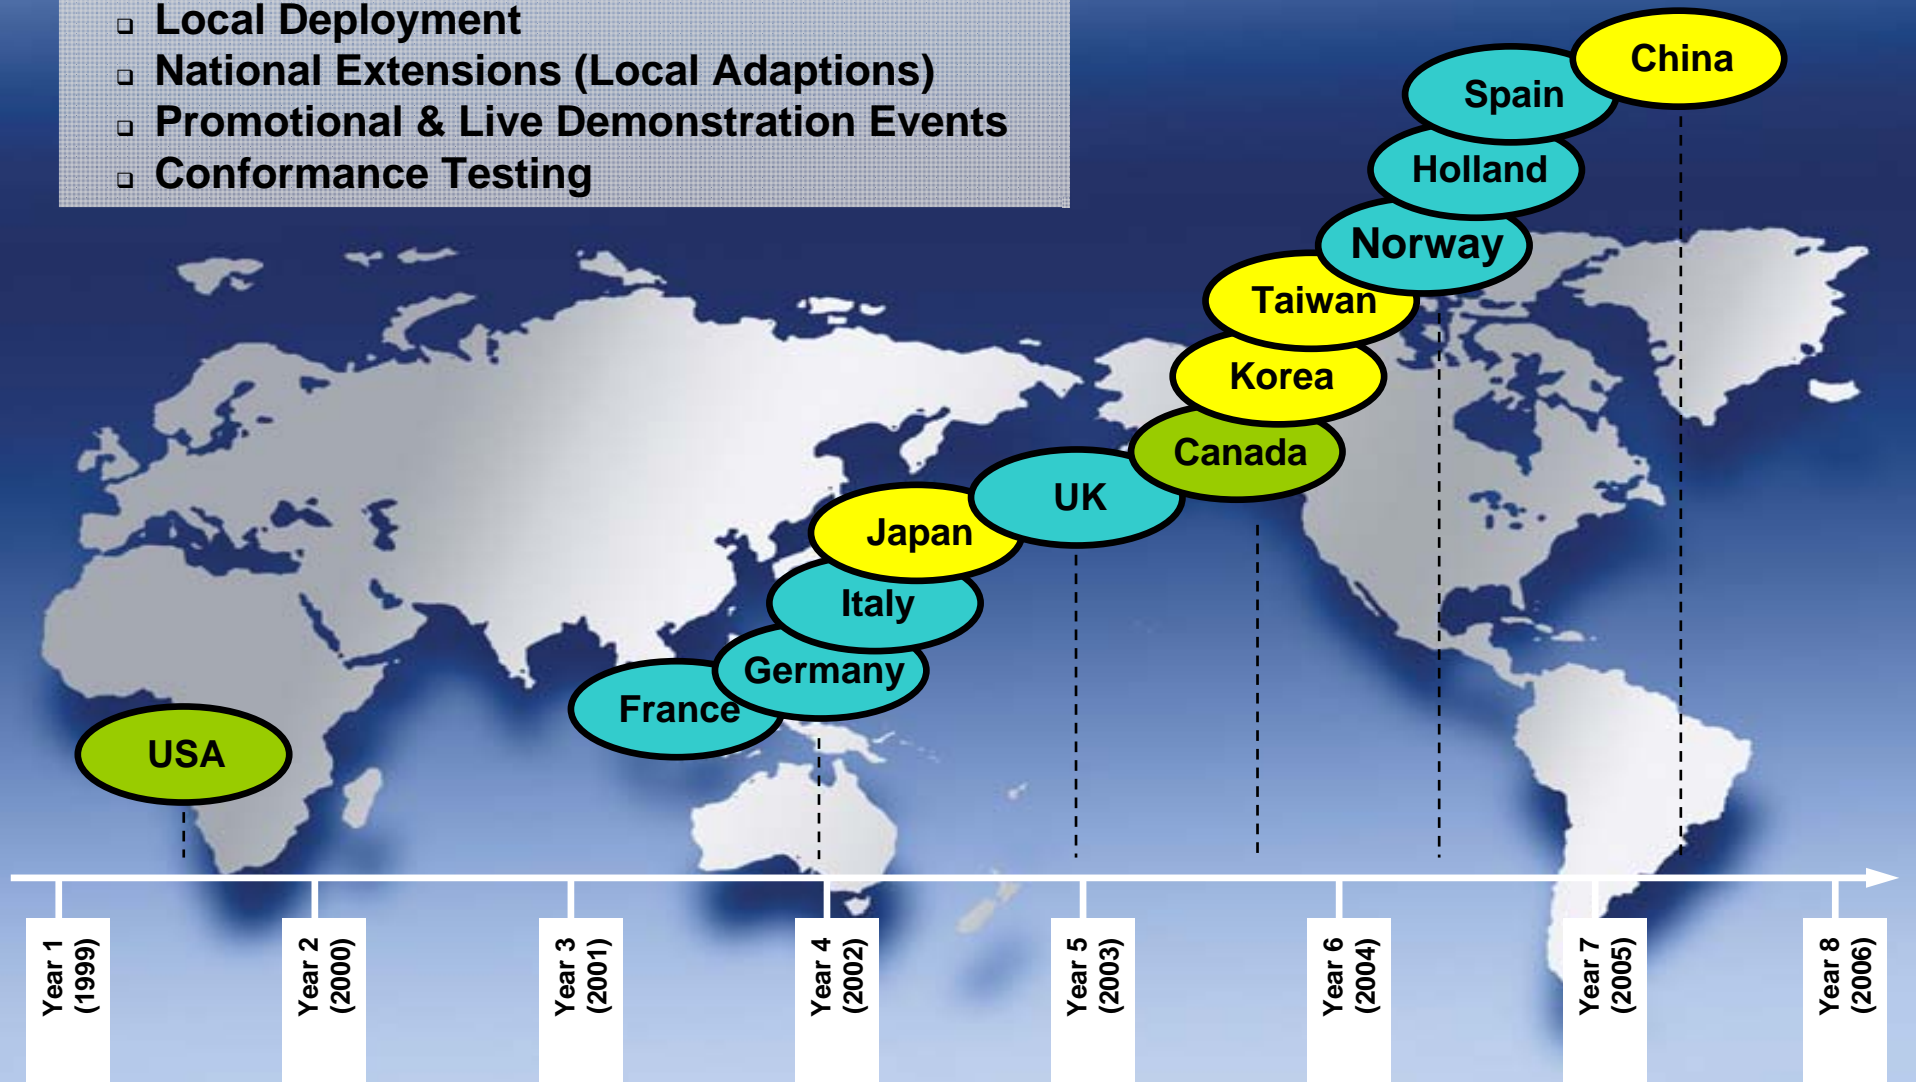 ❑ Local Deployment
❑ National Extensions (Local Adaptions)
❑ Promotional & Live Demonstration Events
❑ Conformance Testing
China
Spain
Holland
Norway
Taiwan
Korea
Canada
UK
Japan
Italy
Germany
France
USA
Year 1
(1999)
Year 2
(2000)
Year 3
(2001)
Year 4
(2002)
Year 5
(2003)
Year 6
(2004)
Year 7
(2005)
Year 8
(2006)